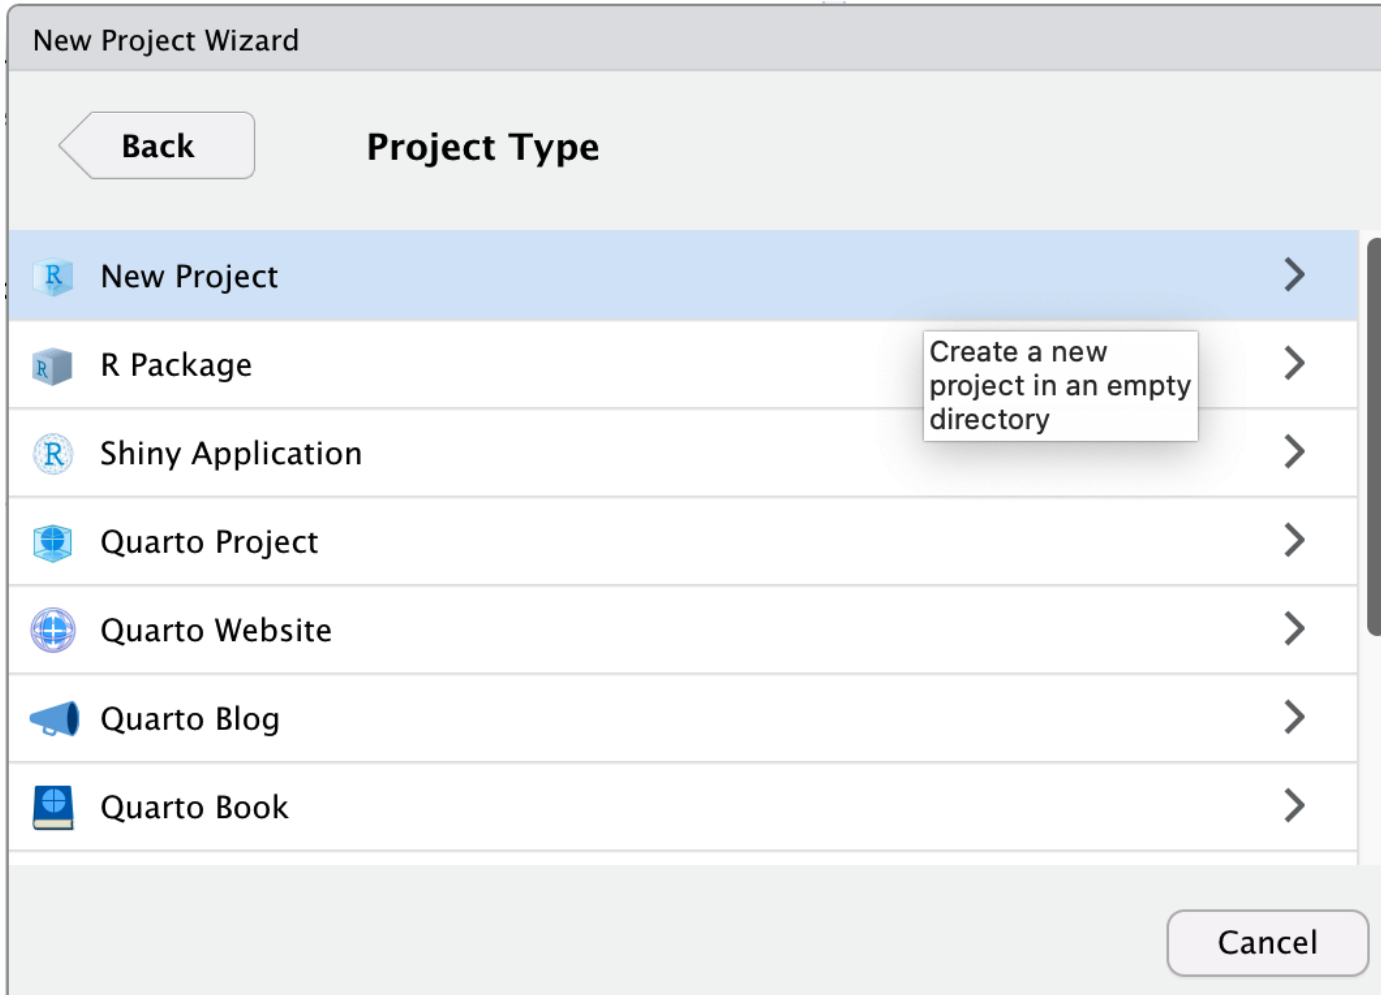 New Project Wizard
Back
Project Type
R New Project
Create a new
project in an empty
directory
R R Package
R Shiny Application
Quarto Project
Quarto Website
Quarto Blog
Quarto Book
Cancel